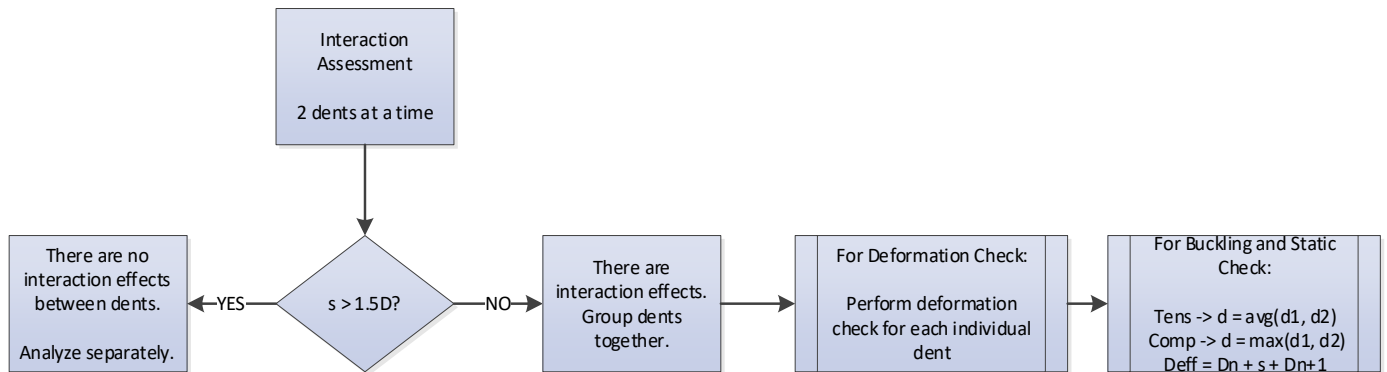 Interaction
Assessment
2 dents at a time
There are no
interaction effects
between dents.
Analyze separately.
YES
s > 1.5D?
NO
There are
interaction effects.
Group dents
together.
For Deformation Check:
Perform deformation
check for each individual
dent
For Buckling and Static
Check:
Tens -> d = avg(d1, d2)
Comp -> d = max(d1, d2)
Deff = Dn + s + Dn+1